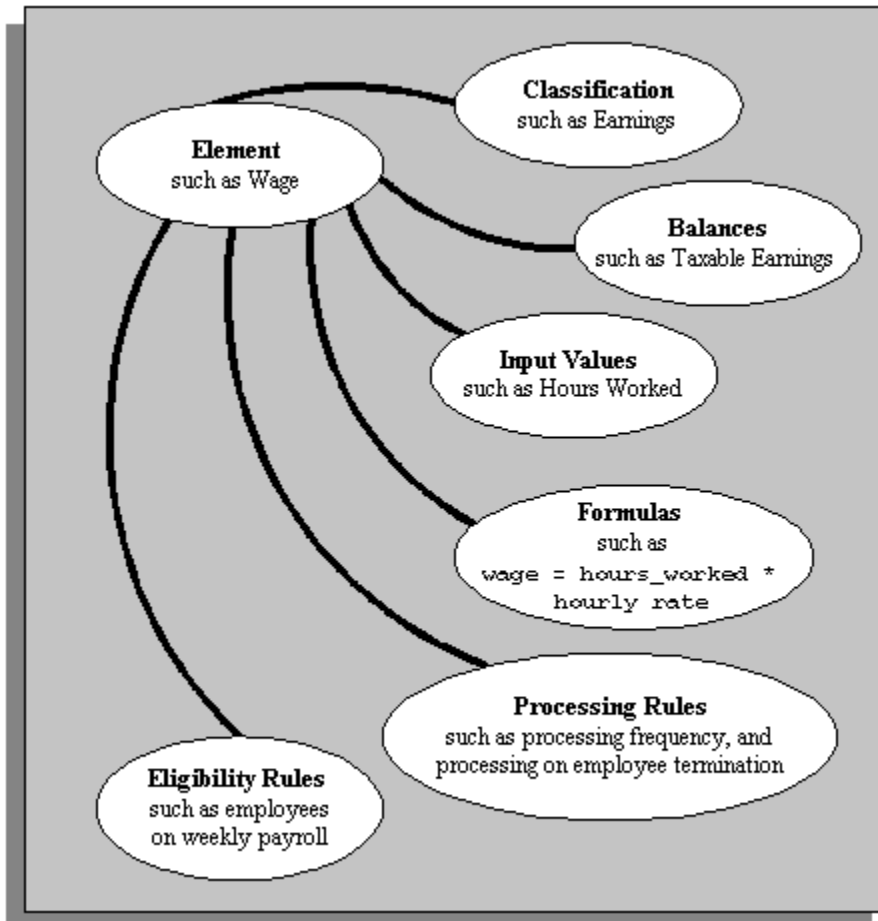 Classification
such as Earnings
Element
such as Wage
Balances
such as Taxable Earnings
Input Values
such as Hours Worked
Formulas
such as
wage = hours_worked *
hourly rate
Processing Rules
such as processing frequency, and
processing on employee termination
Eligibility Rules
such as employees
on weekly payroll